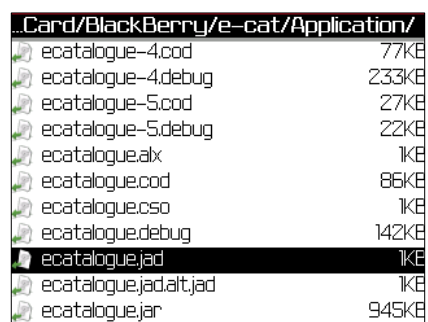 ...Card/BlackBerry/e-cat/Application/
ecatalogue-4.cod 77KB
ecatalogue-4.debug 233KB
ecatalogue-5.cod 27KB
ecatalogue-5.debug 22KB
ecatalogue.alx 1KB
ecatalogue.cod 86KB
ecatalogue.cso 1KB
ecatalogue.debug 142KB
ecatalogue.jad 1KB
ecatalogue.jad.alt.jad 1KB
ecatalogue.jar 945KB